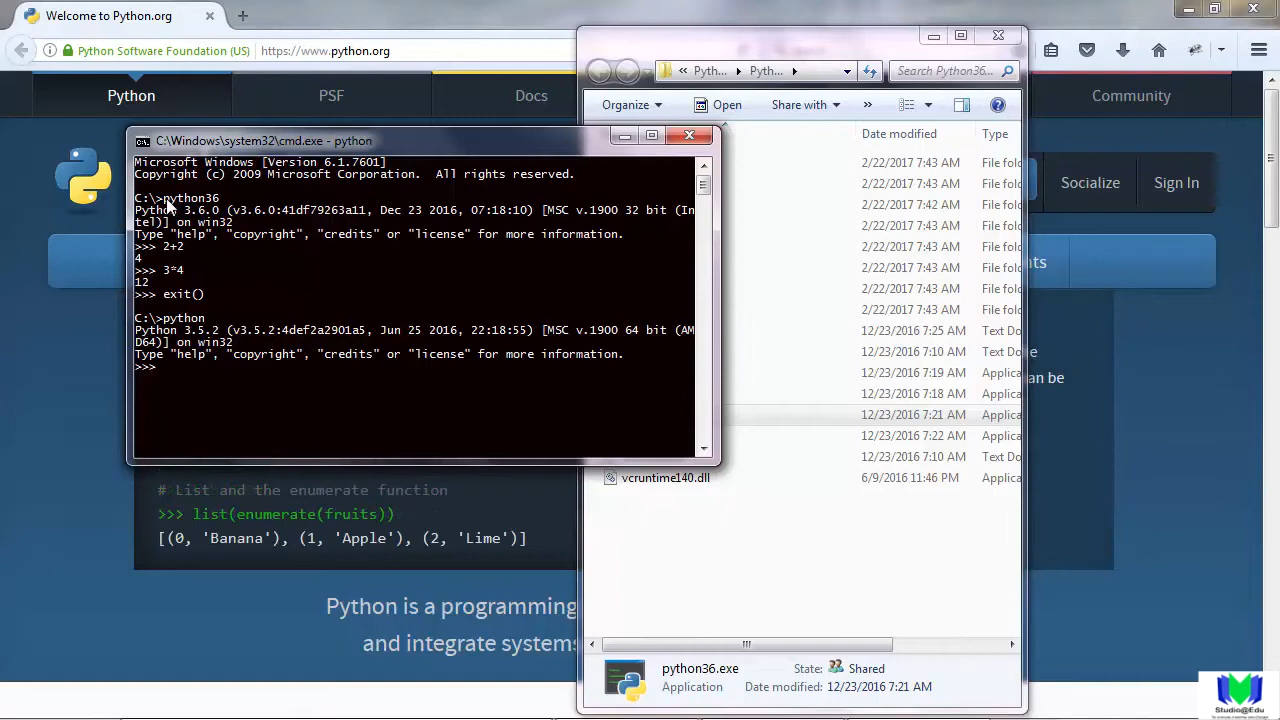 Welcome to Python.org
Python Software Foundation (US)
https://www.python.org
Python
PSF
Docs
Community
Socialize
Sign In
C:\Windows\system32\cmd.exe - python
Microsoft Windows [Version 6.1.7601]
Copyright (c) 2009 Microsoft Corporation. All rights reserved.
C:\>python36
Python 3.6.0 (v3.6.0:41df79263a11, Dec 23 2016, 07:18:10) [MSC v.1900 32 bit (In
tel)] on win32
Type "help", "copyright", "credits" or "license" for more information.
>>> 2+2
4
>>> 3*4
12
>>> exit()
C:\>python
Python 3.5.2 (v3.5.2:4def2a2901a5, Jun 25 2016, 22:18:55) [MSC v.1900 64 bit (AM
D64)] on win32
Type "help", "copyright", "credits" or "license" for more information.
>>>
# List and the enumerate function
>>> list(enumerate(fruits))
[(0, 'Banana'), (1, 'Apple'), (2, 'Lime')]
Python is a programming
and integrate systems
« Pyth... Pyth...
Search Python36...
Organize Open Share with »
Date modified Type
2/22/2017 7:43 AM File fold
2/22/2017 7:43 AM File fold
2/22/2017 7:42 AM File fold
2/22/2017 7:43 AM File fold
2/22/2017 7:43 AM File fold
2/22/2017 7:43 AM File fold
2/22/2017 7:43 AM File fold
2/22/2017 7:43 AM File fold
12/23/2016 7:25 AM Text Do
12/23/2016 7:10 AM Text Do
12/23/2016 7:19 AM Applica
12/23/2016 7:18 AM Applica
12/23/2016 7:21 AM Applica
12/23/2016 7:22 AM Applica
12/23/2016 7:10 AM Text Do
vcruntime140.dll 6/9/2016 11:46 PM Applica
python36.exe State: Shared
Application Date modified: 12/23/2016 7:21 AM
nts
e
an be
Studio@Edu